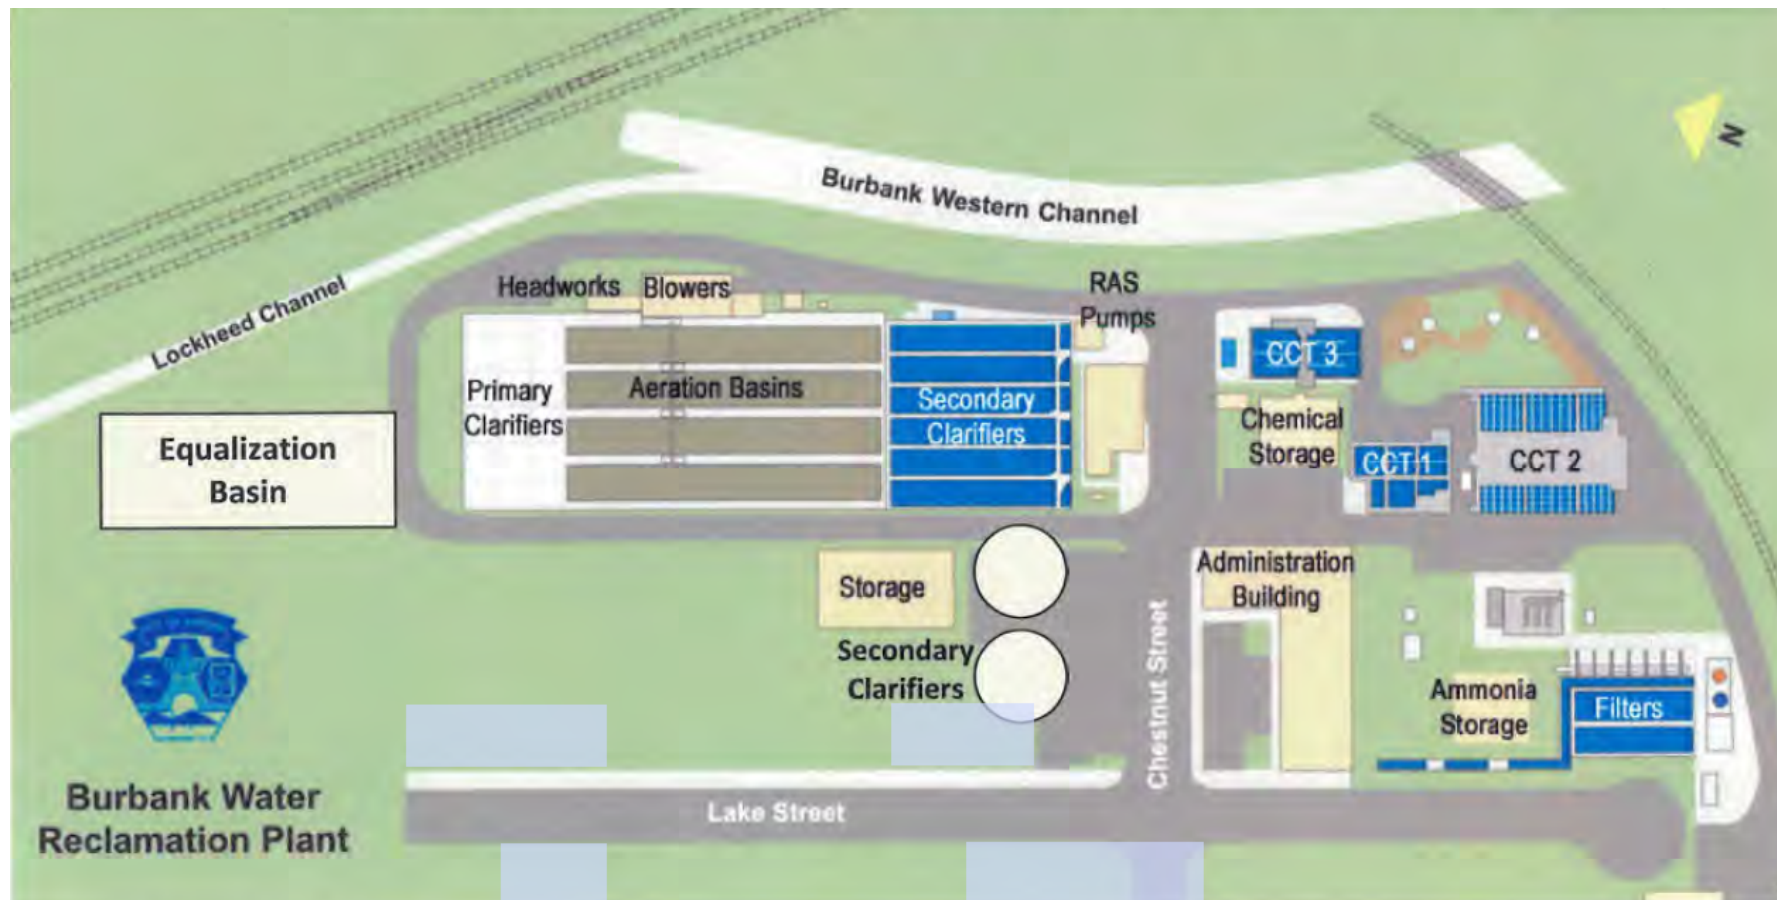 N
Burbank Western Channel
Lockheed Channel
Headworks
Blowers
RAS
Pumps
Primary
Clarifiers
Aeration Basins
Secondary
Clarifiers
CCT 3
Chemical
Storage
CCT 1
CCT 2
Equalization
Basin
Storage
Secondary
Clarifiers
Administration
Building
Chestnut Street
Ammonia
Storage
Filters
Lake Street
Burbank Water
Reclamation Plant